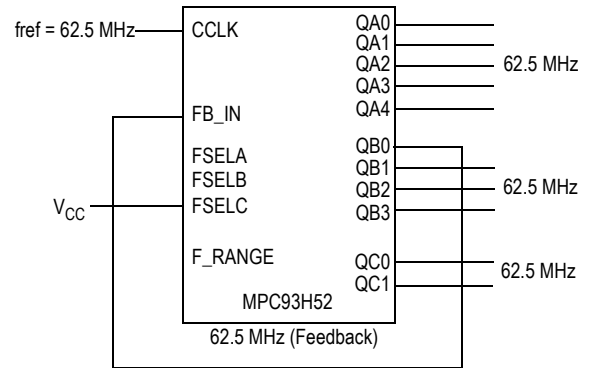 fref = 62.5 MHz
CCLK
QA0
QA1
QA2
62.5 MHz
QA3
QA4
FB_IN
QB0
FSELA
QB1
FSELB
QB2
62.5 MHz
VCC
FSELC
QB3
F_RANGE
QC0
62.5 MHz
QC1
MPC93H52
62.5 MHz (Feedback)